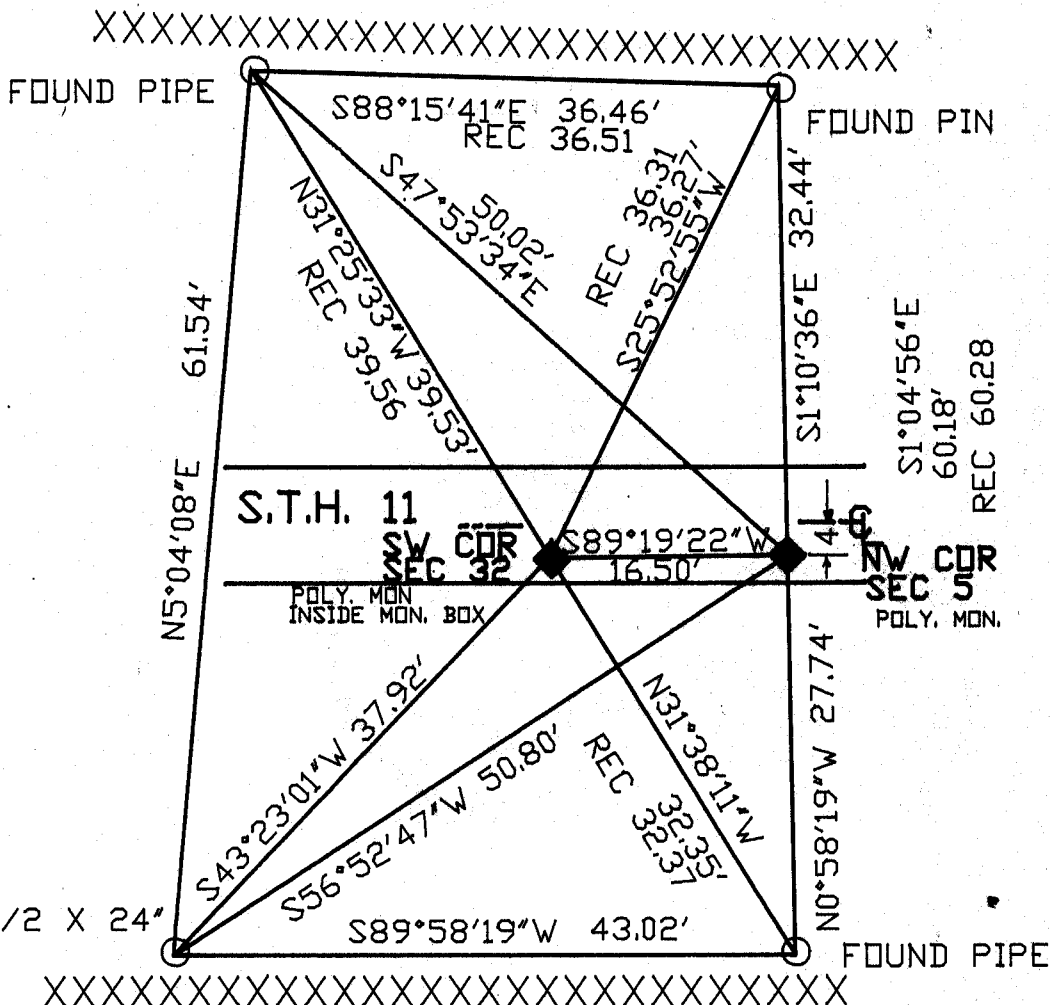 XXXXXXXXXXXXXXXXXXXXXXXXXXXX
FOUND PIPE
FOUND PIN
S88°15'41"E 36.46'
REC 36.51
S47°53'34"E
50.02'
N31°25'33"W 39.53'
REC 39.56
REC 36.31
36.27'
S25°52'55"W
S1°10'36"E 32.44'
S1°04'56"E
60.18'
REC 60.28
N5°04'08"E 61.54'
S.T.H. 11
SW COR
SEC 32
POLY. MON
INSIDE MON. BOX
S89°19'22"W
16.50'
4
NW COR
SEC 5
POLY. MON.
S43°23'01"W 37.92'
S56°52'47"W 50.80'
N31°38'11"W
32.35'
REC 32.37
N0°58'19"W 27.74'
/2 X 24"
S89°58'19"W 43.02'
FOUND PIPE
XXXXXXXXXXXXXXXXXXXXXXXXXXXX